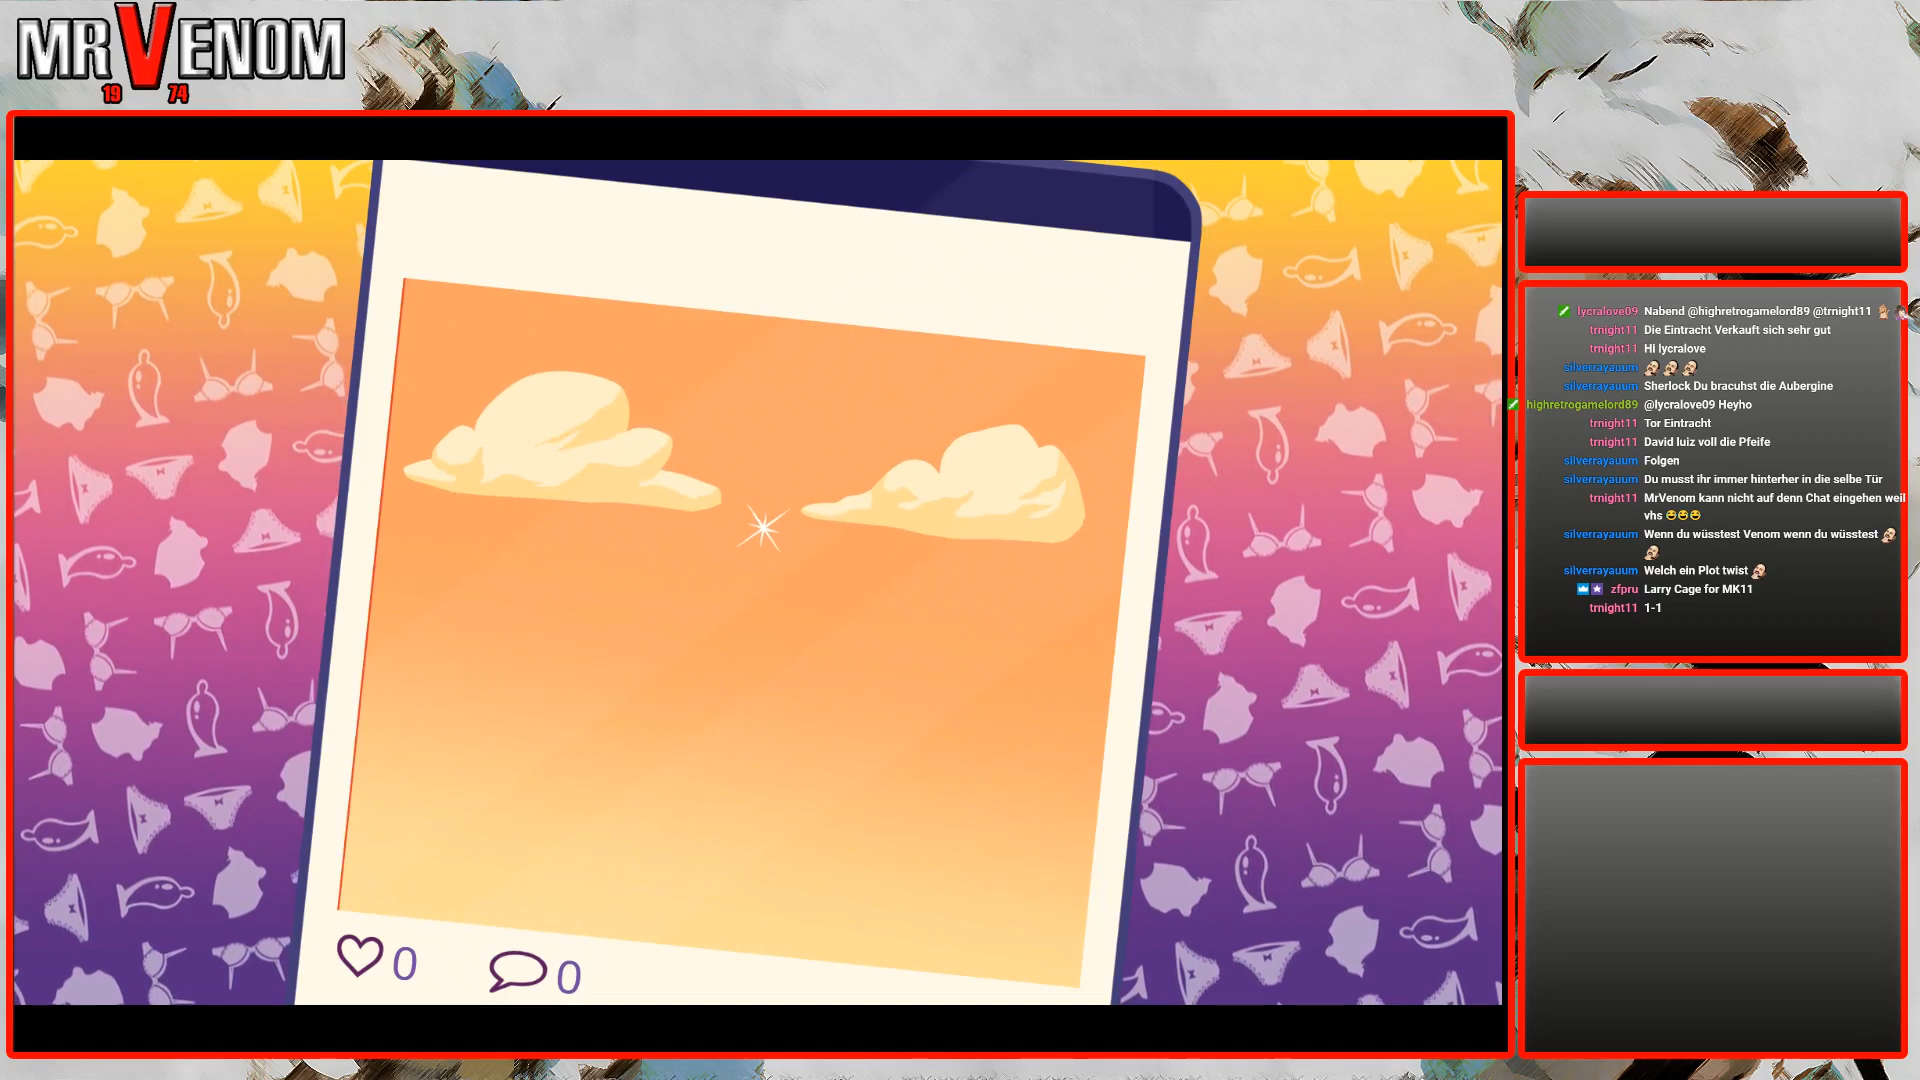 MRVENOM
19 74
lycralove09 Nabend @highretrogamelord89 @trnight11
trnight11 Die Eintracht Verkauft sich sehr gut
trnight11 Hi lycralove
silverrayauum
silverrayauum Sherlock Du bracuhst die Aubergine
highretrogamelord89 @lycralove09 Heyho
trnight11 Tor Eintracht
trnight11 David luiz voll die Pfeife
silverrayauum Folgen
silverrayauum Du musst ihr immer hinterher in die selbe Tür
trnight11 MrVenom kann nicht auf denn Chat eingehen weil
vhs
silverrayauum Wenn du wüsstest Venom wenn du wüsstest
silverrayauum Welch ein Plot twist
zfpru Larry Cage for MK11
trnight11 1-1
0 0